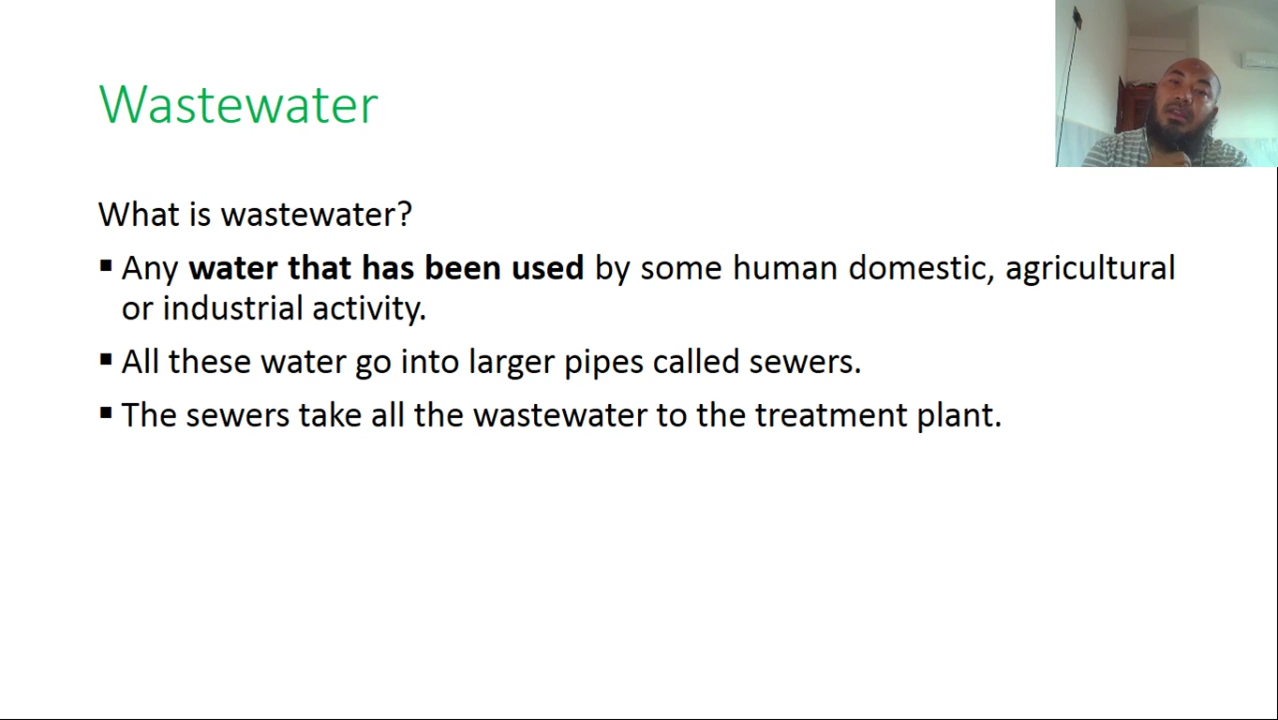 Wastewater
What is wastewater?
▪ Any water that has been used by some human domestic, agricultural
or industrial activity.
▪ All these water go into larger pipes called sewers.
▪ The sewers take all the wastewater to the treatment plant.